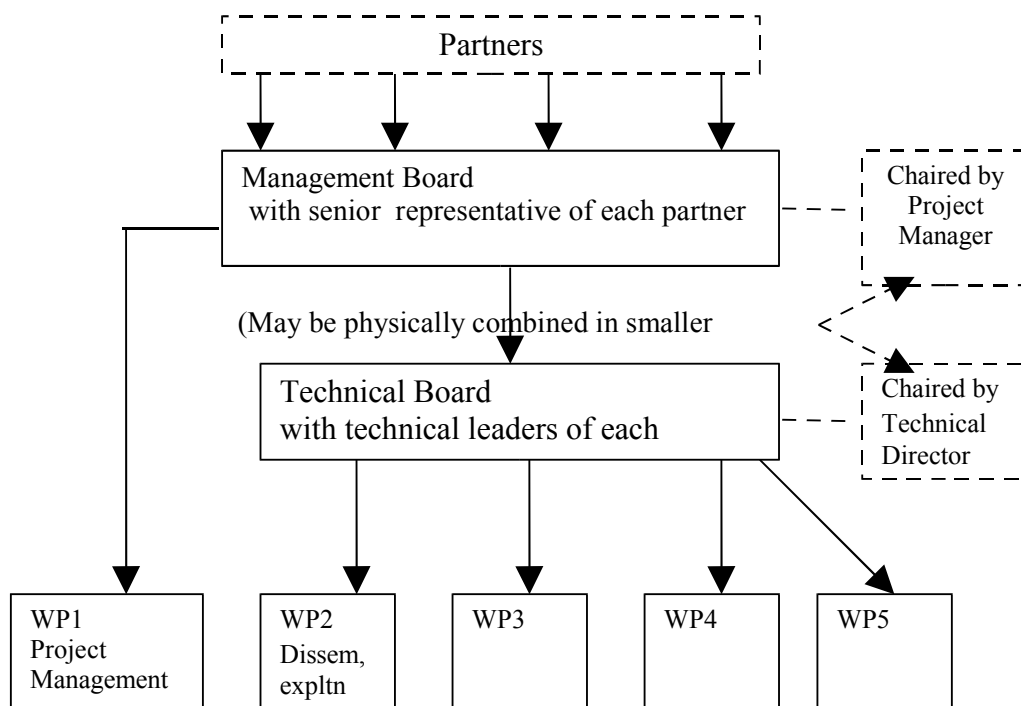 Partners
Management Board
with senior representative of each partner
Chaired by
Project
Manager
(May be physically combined in smaller
Technical Board
with technical leaders of each
Chaired by
Technical
Director
WP1
Project
Management
WP2
Dissem,
expltn
WP3
WP4
WP5